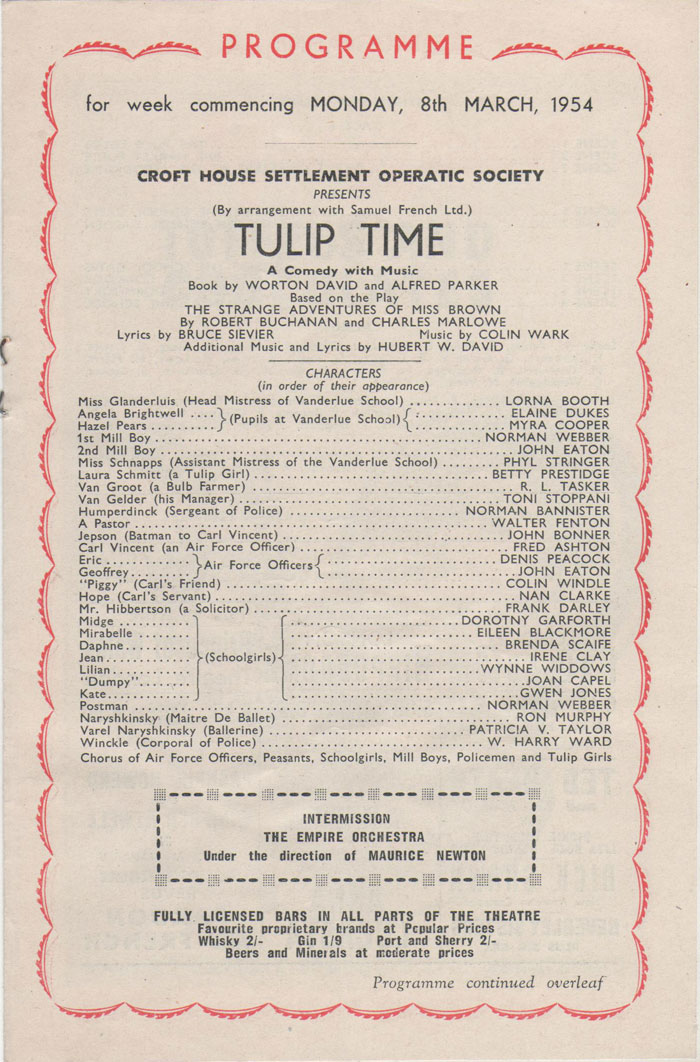 PROGRAMME
for week commencing MONDAY, 8th MARCH, 1954
CROFT HOUSE SETTLEMENT OPERATIC SOCIETY
PRESENTS
(By arrangement with Samuel French Ltd.)
TULIP TIME
A Comedy with Music
Book by WORTON DAVID and ALFRED PARKER
Based on the Play
THE STRANGE ADVENTURES OF MISS BROWN
By ROBERT BUCHANAN and CHARLES MARLOWE
Lyrics by BRUCE SIEVIER Music by COLIN WARK
Additional Music and Lyrics by HUBERT W. DAVID
CHARACTERS
(in order of their appearance)
Miss Glanderluis (Head Mistress of Vanderlue School) ............. LORNA BOOTH
Angela Brightwell .... } (Pupils at Vanderlue School) { ............. ELAINE DUKES
Hazel Pears .......... } { ............. MYRA COOPER
1st Mill Boy ............. NORMAN WEBBER
2nd Mill Boy ............. JOHN EATON
Miss Schnapps (Assistant Mistress of the Vanderlue School) ........ PHYL STRINGER
Laura Schmitt (a Tulip Girl) ............. BETTY PRESTIDGE
Van Groot (a Bulb Farmer) ............. R. L. TASKER
Van Gelder (his Manager) ............. TONI STOPPANI
Humperdinck (Sergeant of Police) ............. NORMAN BANNISTER
A Pastor ............. WALTER FENTON
Jepson (Batman to Carl Vincent) ............. JOHN BONNER
Carl Vincent (an Air Force Officer) ............. FRED ASHTON
Eric ............. } Air Force Officers { ............. DENIS PEACOCK
Geoffrey .......... } { ............. JOHN EATON
"Piggy" (Carl's Friend) ............. COLIN WINDLE
Hope (Carl's Servant) ............. NAN CLARKE
Mr. Hibbertson (a Solicitor) ............. FRANK DARLEY
Midge ............. DOROTNY GARFORTH
Mirabelle ........ EILEEN BLACKMORE
Daphne ........... BRENDA SCAIFE
Jean ............. (Schoolgirls) ............. IRENE CLAY
Lilian ............ WYNNE WIDDOWS
"Dumpy" ........ JOAN CAPEL
Kate ............. GWEN JONES
Postman ............. NORMAN WEBBER
Naryshkinsky (Maitre De Ballet) ............. RON MURPHY
Varel Naryshkinsky (Ballerine) ............. PATRICIA V. TAYLOR
Winckle (Corporal of Police) ............. W. HARRY WARD
Chorus of Air Force Officers, Peasants, Schoolgirls, Mill Boys, Policemen and Tulip Girls
INTERMISSION
THE EMPIRE ORCHESTRA
Under the direction of MAURICE NEWTON
FULLY LICENSED BARS IN ALL PARTS OF THE THEATRE
Favourite proprietary brands at Popular Prices
Whisky 2/- Gin 1/9 Port and Sherry 2/-
Beers and Minerals at moderate prices
Programme continued overleaf